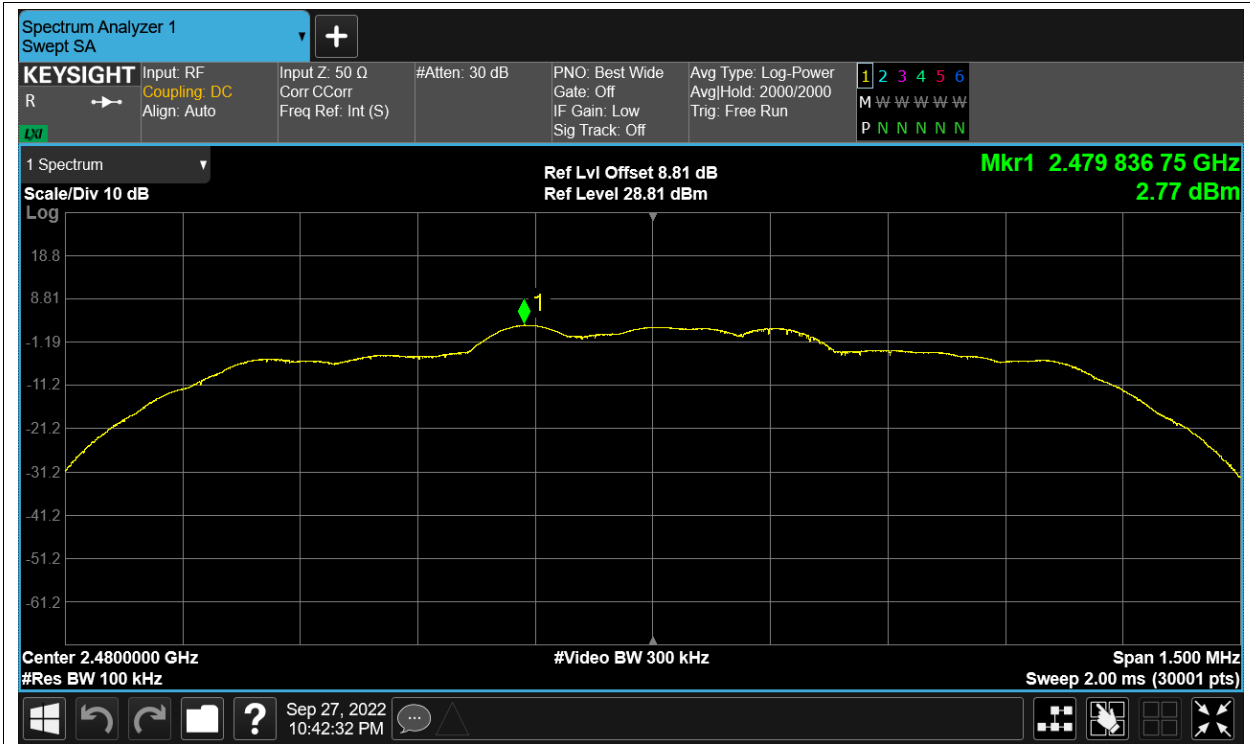 Spectrum Analyzer 1
Swept SA
KEYSIGHT
R
LXI
Input: RF
Coupling: DC
Align: Auto
Input Z: 50 Ω
Corr CCorr
Freq Ref: Int (S)
#Atten: 30 dB
PNO: Best Wide
Gate: Off
IF Gain: Low
Sig Track: Off
Avg Type: Log-Power
Avg|Hold: 2000/2000
Trig: Free Run
1 2 3 4 5 6
M W W W W W
P N N N N N
1 Spectrum
Scale/Div 10 dB
Log
Ref Lvl Offset 8.81 dB
Ref Level 28.81 dBm
Mkr1 2.479 836 75 GHz
2.77 dBm
18.8
8.81
-1.19
-11.2
-21.2
-31.2
-41.2
-51.2
-61.2
1
Center 2.4800000 GHz
#Res BW 100 kHz
#Video BW 300 kHz
Span 1.500 MHz
Sweep 2.00 ms (30001 pts)
?
Sep 27, 2022
10:42:32 PM